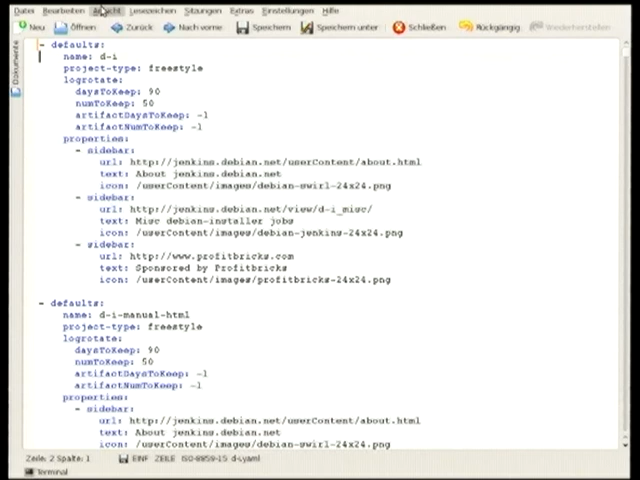 Datei Bearbeiten Ansicht Lesezeichen Sitzungen Extras Einstellungen Hilfe
Neu Öffnen Zurück Nach vorne Speichern Speichern unter Schließen Rückgängig Wiederherstellen
Dokumente
- defaults:
name: d-i
project-type: freestyle
logrotate:
daysToKeep: 90
numToKeep: 50
artifactDaysToKeep: -1
artifactNumToKeep: -1
properties:
- sidebar:
url: http://jenkins.debian.net/userContent/about.html
text: About jenkins.debian.net
icon: /userContent/images/debian-swirl-24x24.png
- sidebar:
url: http://jenkins.debian.net/view/d-i_misc/
text: Misc debian-installer jobs
icon: /userContent/images/debian-jenkins-24x24.png
- sidebar:
url: http://www.profitbricks.com
text: Sponsored by Profitbricks
icon: /userContent/images/profitbricks-24x24.png
- defaults:
name: d-i-manual-html
project-type: freestyle
logrotate:
daysToKeep: 90
numToKeep: 50
artifactDaysToKeep: -1
artifactNumToKeep: -1
properties:
- sidebar:
url: http://jenkins.debian.net/userContent/about.html
text: About jenkins.debian.net
icon: /userContent/images/debian-swirl-24x24.png
Zeile: 2 Spalte: 1 EINF ZEILE ISO-8859-15 d-i.yaml
Terminal